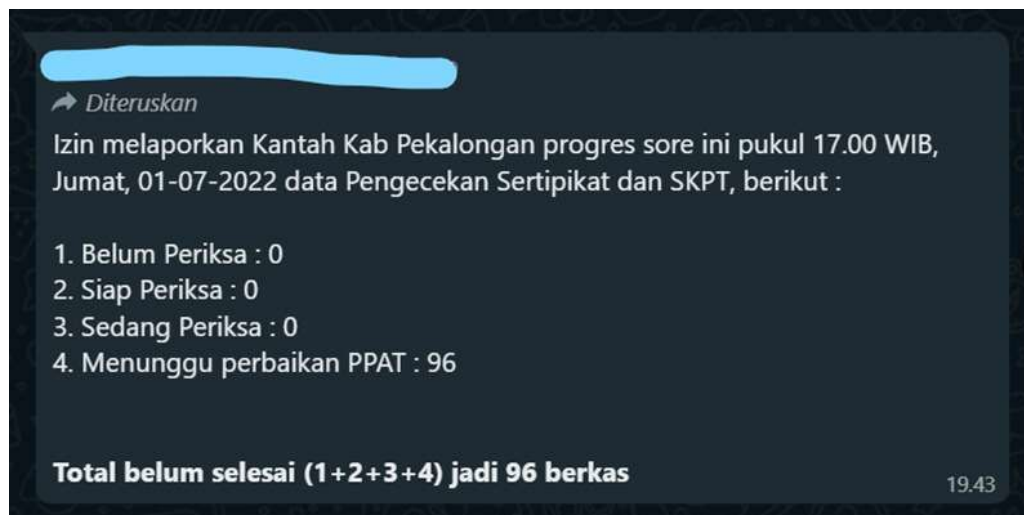 Diteruskan
Izin melaporkan Kantah Kab Pekalongan progres sore ini pukul 17.00 WIB,
Jumat, 01-07-2022 data Pengecekan Sertipikat dan SKPT, berikut :
1. Belum Periksa : 0
2. Siap Periksa : 0
3. Sedang Periksa : 0
4. Menunggu perbaikan PPAT : 96
Total belum selesai (1+2+3+4) jadi 96 berkas
19.43